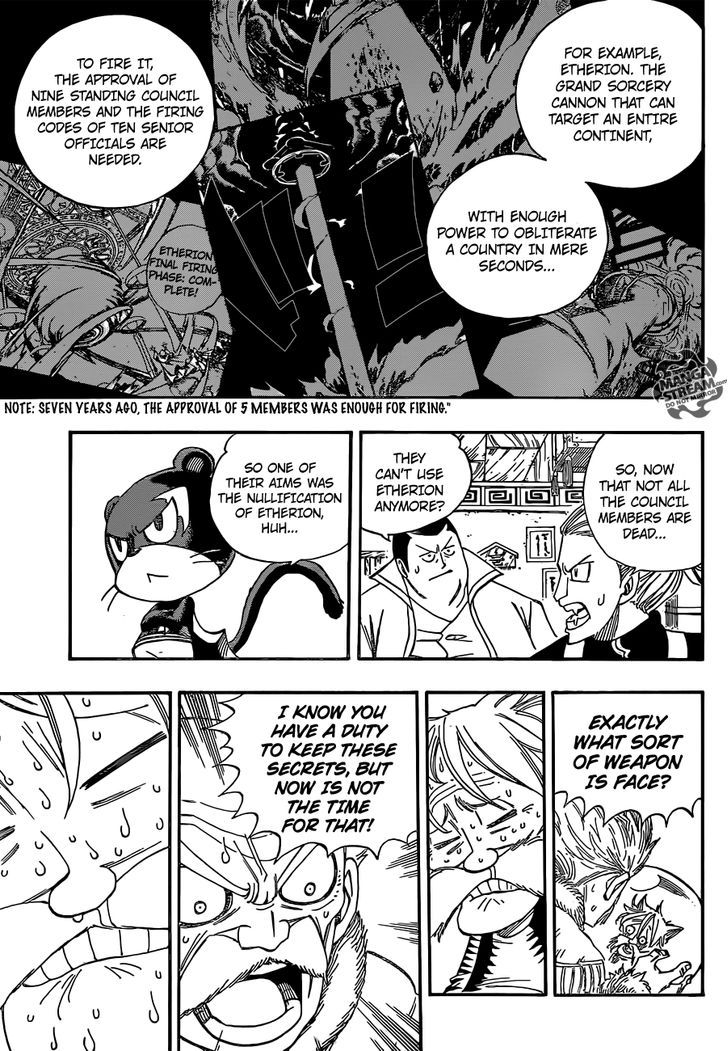 FOR EXAMPLE,
ETHERION. THE
GRAND SORCERY
CANNON THAT CAN
TARGET AN ENTIRE
CONTINENT,
WITH ENOUGH
POWER TO OBLITERATE
A COUNTRY IN MERE
SECONDS...
TO FIRE IT,
THE APPROVAL OF
NINE STANDING COUNCIL
MEMBERS AND THE FIRING
CODES OF TEN SENIOR
OFFICIALS ARE
NEEDED.
ETHERION
FINAL FIRING
PHASE: COM-
PLETE!
MANGA
STREAM.com
DO NOT MIRROR
NOTE: SEVEN YEARS AGO, THE APPROVAL OF 5 MEMBERS WAS ENOUGH FOR FIRING."
SO, NOW
THAT NOT ALL
THE COUNCIL
MEMBERS ARE
DEAD...
THEY
CAN'T USE
ETHERION
ANYMORE?
SO ONE OF
THEIR AIMS WAS
THE NULLIFICATION
OF ETHERION,
HUH...
EXACTLY
WHAT SORT
OF WEAPON
IS FACE?
I KNOW YOU
HAVE A DUTY
TO KEEP THESE
SECRETS, BUT
NOW IS NOT
THE TIME
FOR THAT!